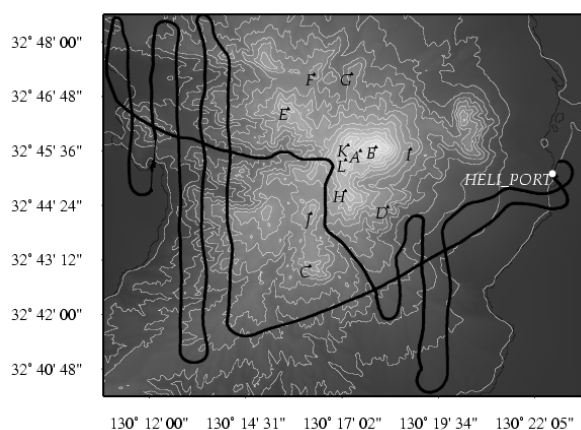 32° 48' 00"
F G
32° 46' 48"
E
32° 45' 36"
K A B I
L
HELI_PORT
H
32° 44' 24"
D
J
32° 43' 12"
C
32° 42' 00"
32° 40' 48"
130° 12' 00" 130° 14' 31" 130° 17' 02" 130° 19' 34" 130° 22' 05"